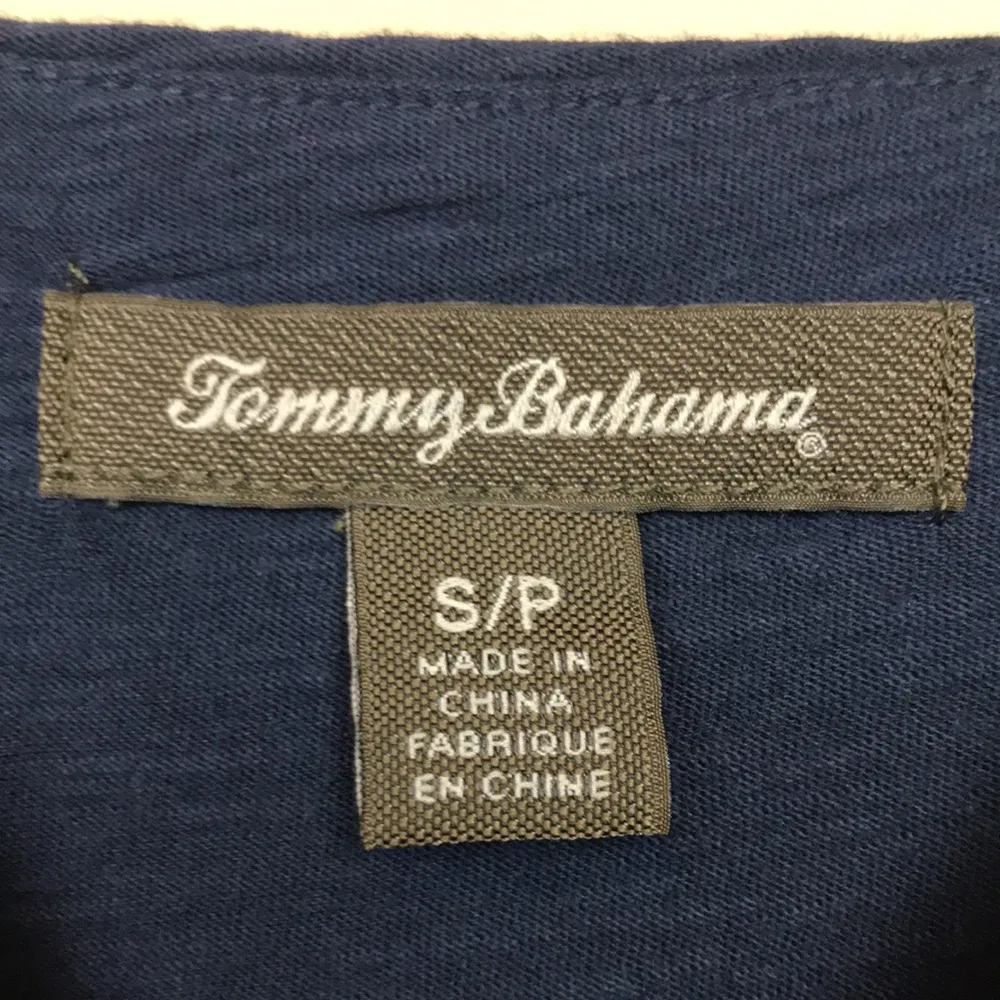 Tommy Bahama®
S/P
MADE IN
CHINA
FABRIQUE
EN CHINE